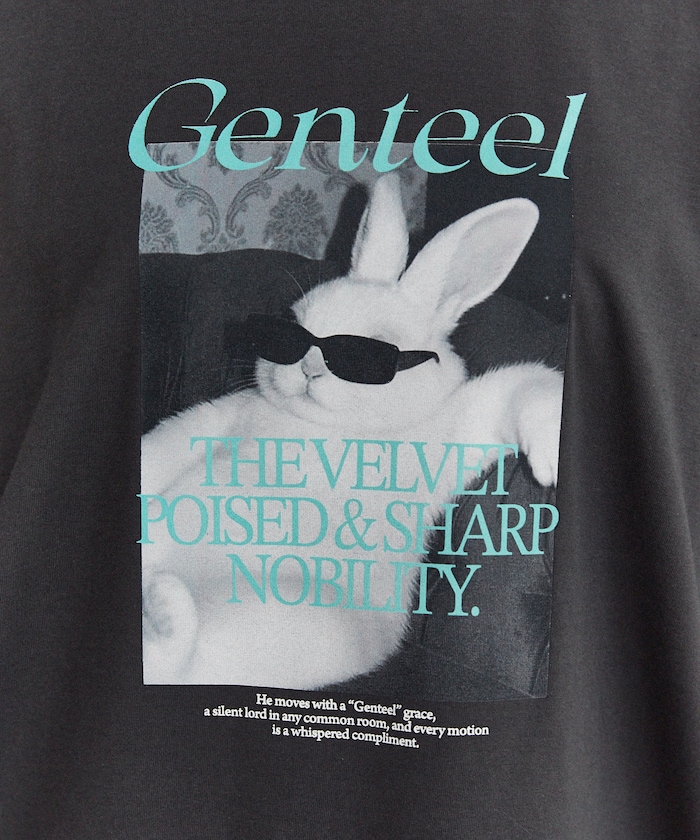 Genteel
THE VELVET
POISED & SHARP
NOBILITY.
He moves with a “Genteel” grace,
a silent lord in any common room, and every motion
is a whispered compliment.